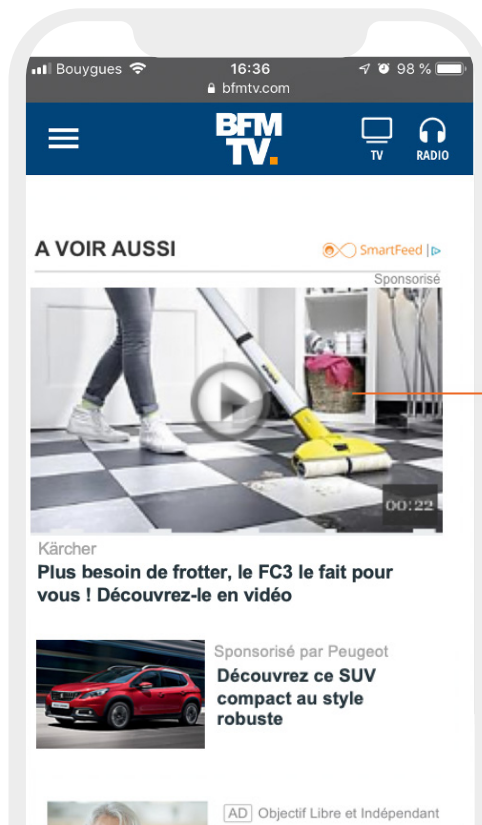 Bouygues 16:36 98 %
bfmtv.com
BFM
TV.
TV RADIO
A VOIR AUSSI SmartFeed
Sponsorisé
00:22
Kärcher
Plus besoin de frotter, le FC3 le fait pour
vous ! Découvrez-le en vidéo
Sponsorisé par Peugeot
Découvrez ce SUV
compact au style
robuste
AD Objectif Libre et Indépendant